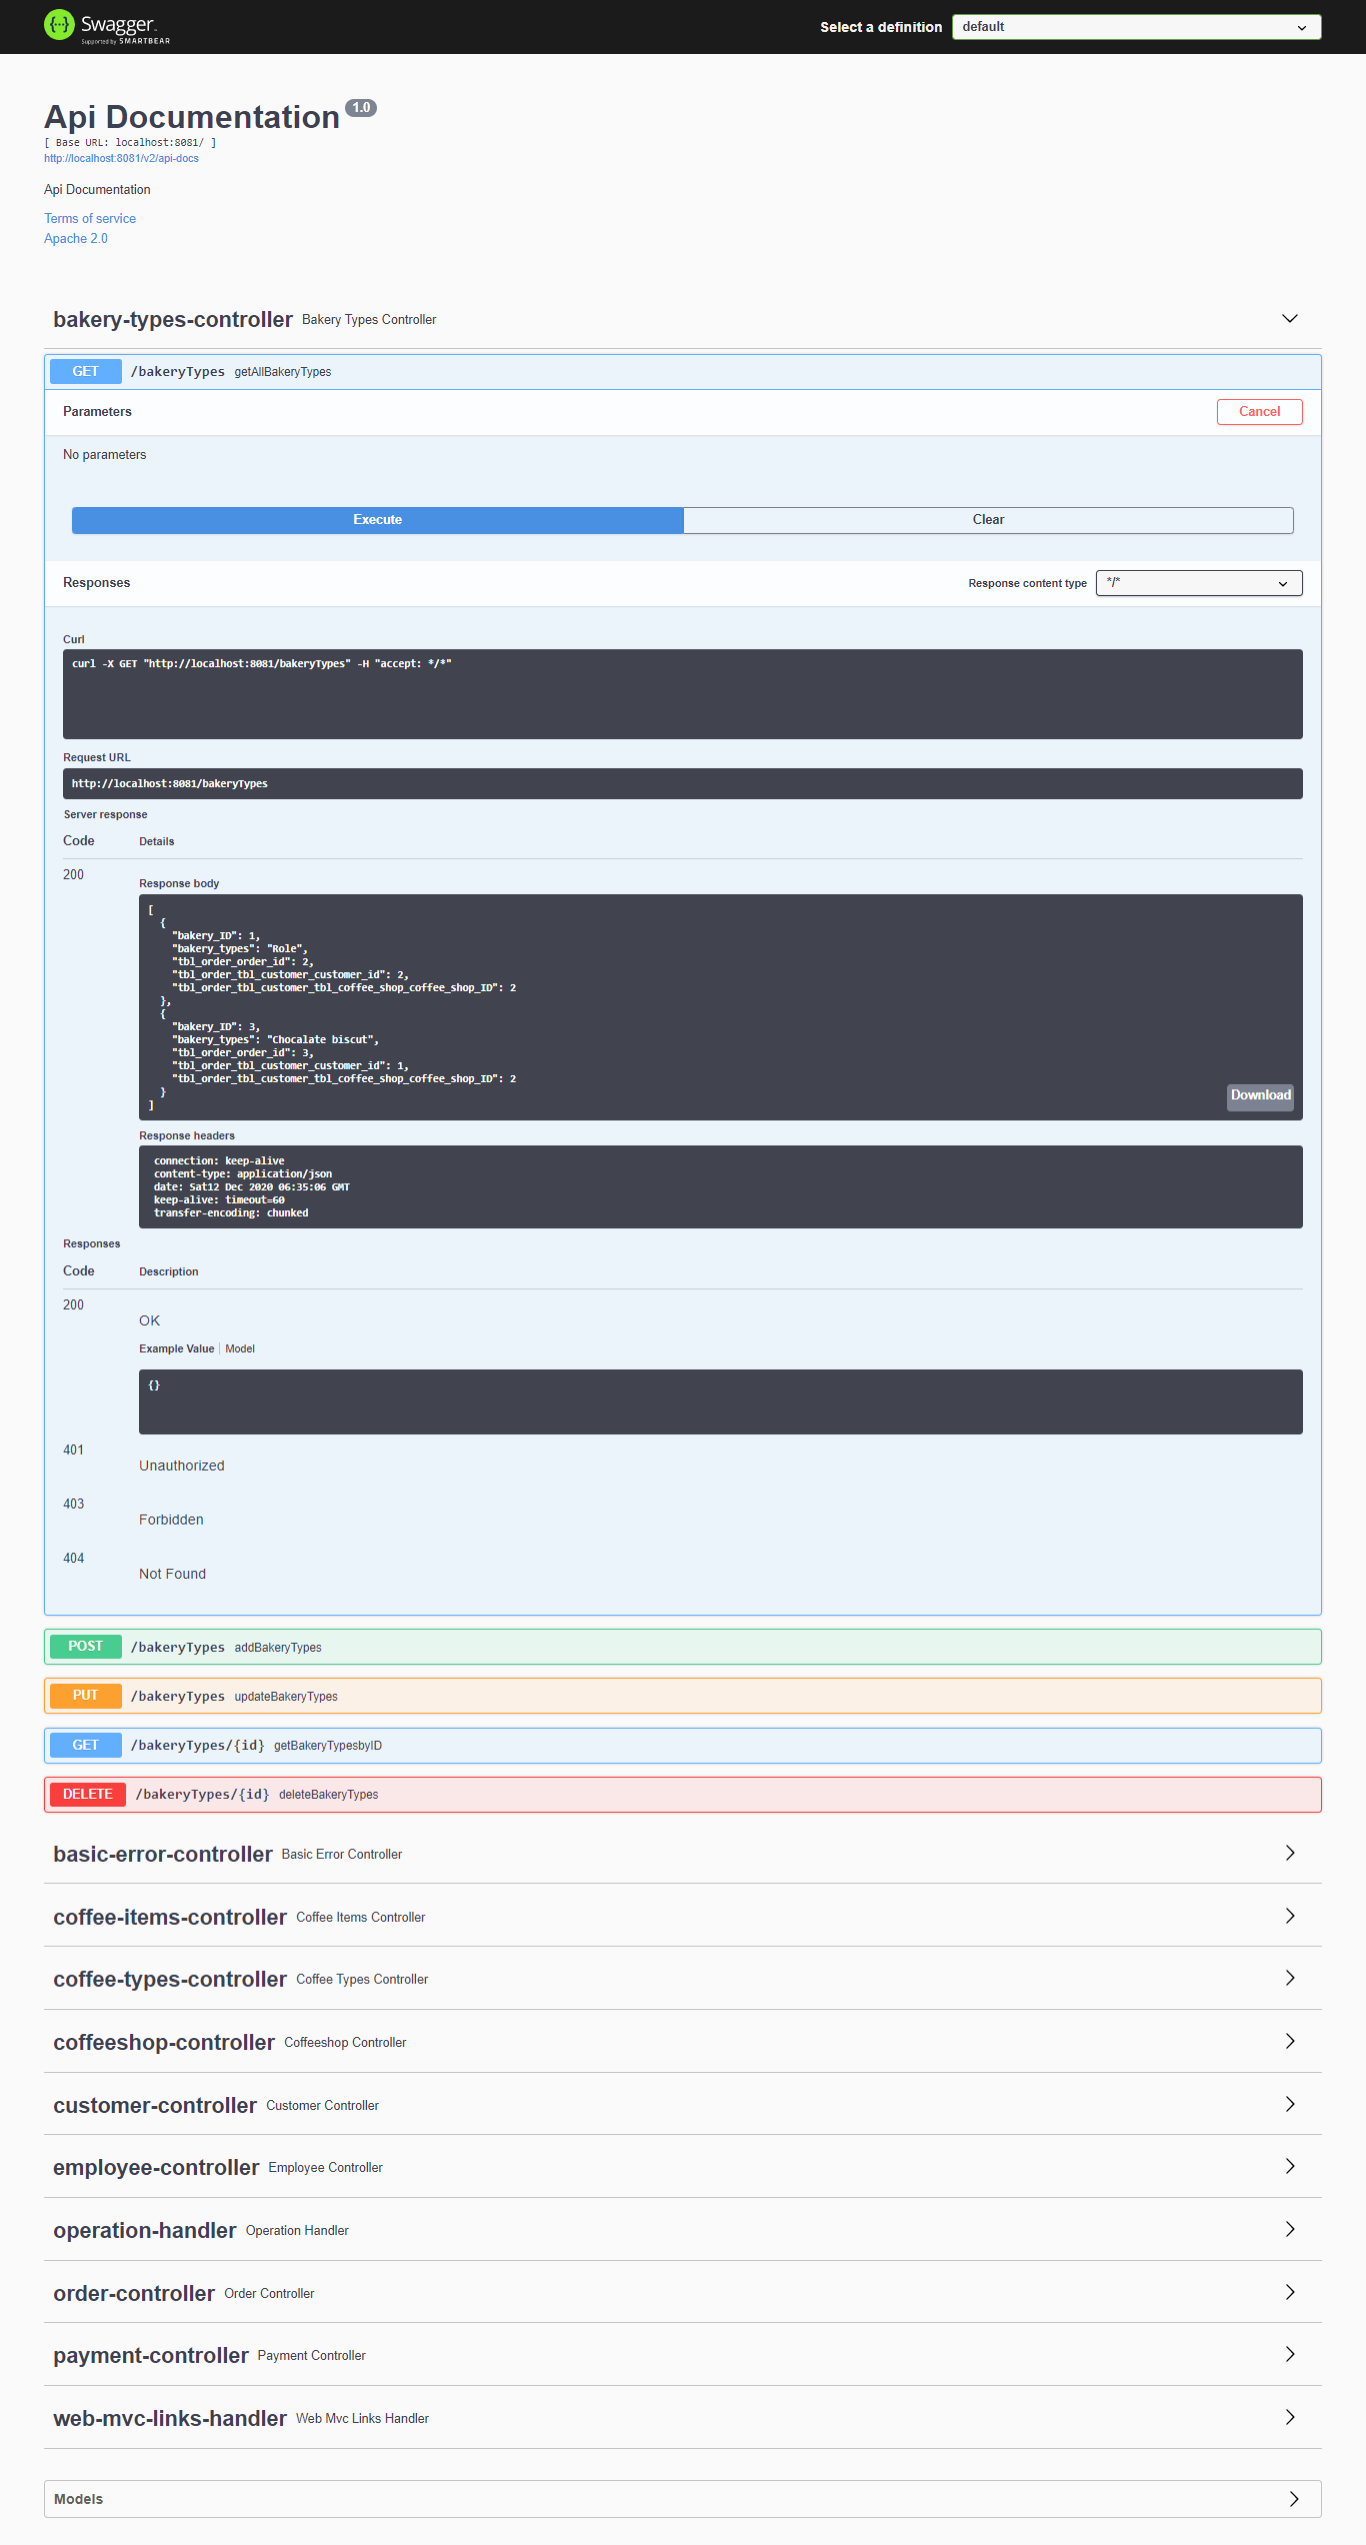 Swagger
Supported by SMARTBEAR
Select a definition
default
Api Documentation 1.0
[ Base URL: localhost:8081/ ]
http://localhost:8081/v2/api-docs
Api Documentation
Terms of service
Apache 2.0
bakery-types-controller Bakery Types Controller
GET /bakeryTypes getAllBakeryTypes
Parameters
Cancel
No parameters
Execute
Clear
Responses
Response content type
*/*
Curl
curl -X GET "http://localhost:8081/bakeryTypes" -H "accept: */*"
Request URL
http://localhost:8081/bakeryTypes
Server response
Code Details
200
Response body
[
{
"bakery_ID": 1,
"bakery_types": "Role",
"tbl_order_order_id": 2,
"tbl_order_tbl_customer_customer_id": 2,
"tbl_order_tbl_customer_tbl_coffee_shop_coffee_shop_ID": 2
},
{
"bakery_ID": 3,
"bakery_types": "Chocalate biscut",
"tbl_order_order_id": 3,
"tbl_order_tbl_customer_customer_id": 1,
"tbl_order_tbl_customer_tbl_coffee_shop_coffee_shop_ID": 2
}
]
Download
Response headers
connection: keep-alive
content-type: application/json
date: Sat12 Dec 2020 06:35:06 GMT
keep-alive: timeout=60
transfer-encoding: chunked
Responses
Code Description
200
OK
Example Value Model
{}
401
Unauthorized
403
Forbidden
404
Not Found
POST /bakeryTypes addBakeryTypes
PUT /bakeryTypes updateBakeryTypes
GET /bakeryTypes/{id} getBakeryTypesbyID
DELETE /bakeryTypes/{id} deleteBakeryTypes
basic-error-controller Basic Error Controller
coffee-items-controller Coffee Items Controller
coffee-types-controller Coffee Types Controller
coffeeshop-controller Coffeeshop Controller
customer-controller Customer Controller
employee-controller Employee Controller
operation-handler Operation Handler
order-controller Order Controller
payment-controller Payment Controller
web-mvc-links-handler Web Mvc Links Handler
Models